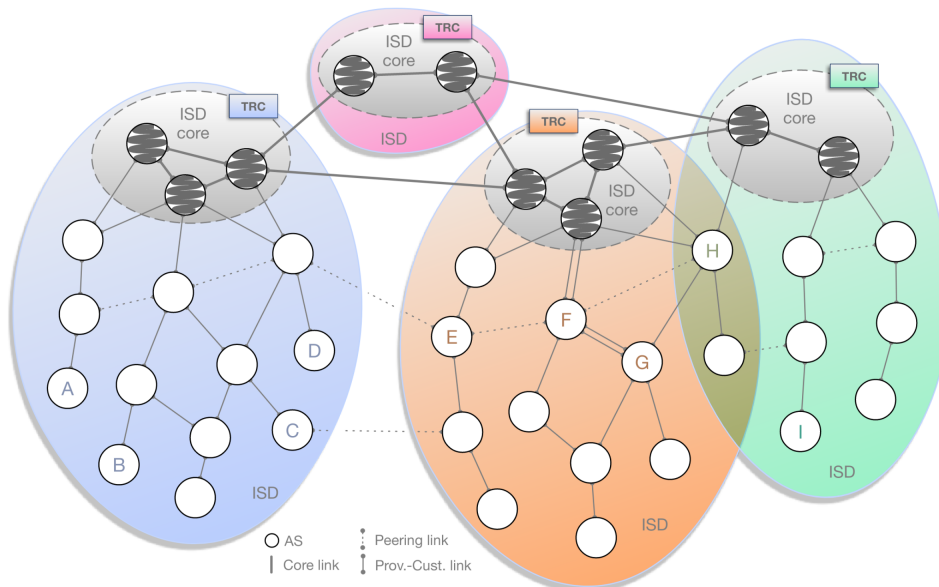 ISD
core
TRC
ISD
ISD
core
TRC
TRC
ISD
core
TRC
ISD
core
H
E
F
G
D
A
C
B
I
ISD
ISD
ISD
AS
Peering link
Core link
Prov.-Cust. link